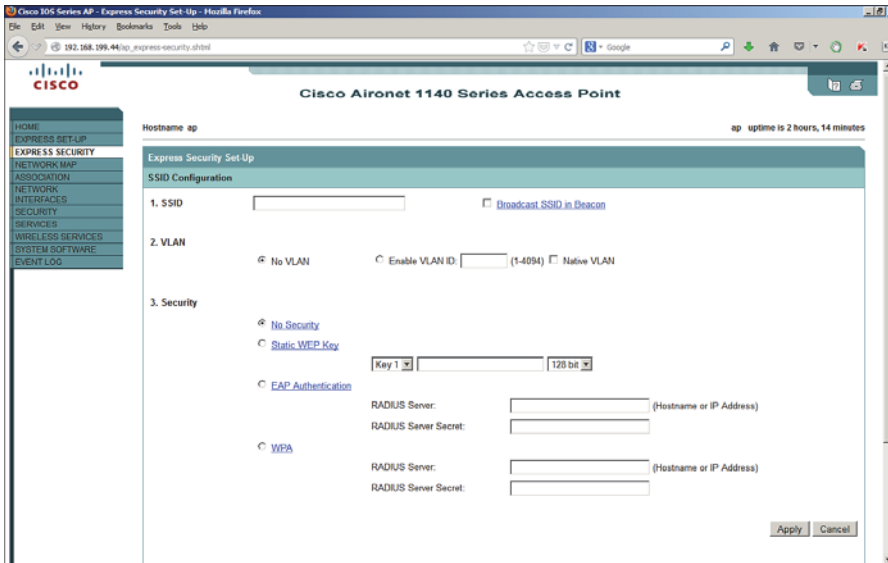 Cisco IOS Series AP - Express Security Set-Up - Mozilla Firefox
File Edit View History Bookmarks Tools Help
192.168.199.44/ap_express-security.shtml Google
CISCO
Cisco Aironet 1140 Series Access Point
HOME
EXPRESS SET-UP
EXPRESS SECURITY
NETWORK MAP
ASSOCIATION
NETWORK
INTERFACES
SECURITY
SERVICES
WIRELESS SERVICES
SYSTEM SOFTWARE
EVENT LOG
Hostname ap ap uptime is 2 hours, 14 minutes
Express Security Set-Up
SSID Configuration
1. SSID Broadcast SSID in Beacon
2. VLAN
No VLAN Enable VLAN ID: (1-4094) Native VLAN
3. Security
No Security
Static WEP Key
Key 1 128 bit
EAP Authentication
RADIUS Server: (Hostname or IP Address)
RADIUS Server Secret:
WPA
RADIUS Server: (Hostname or IP Address)
RADIUS Server Secret:
Apply Cancel